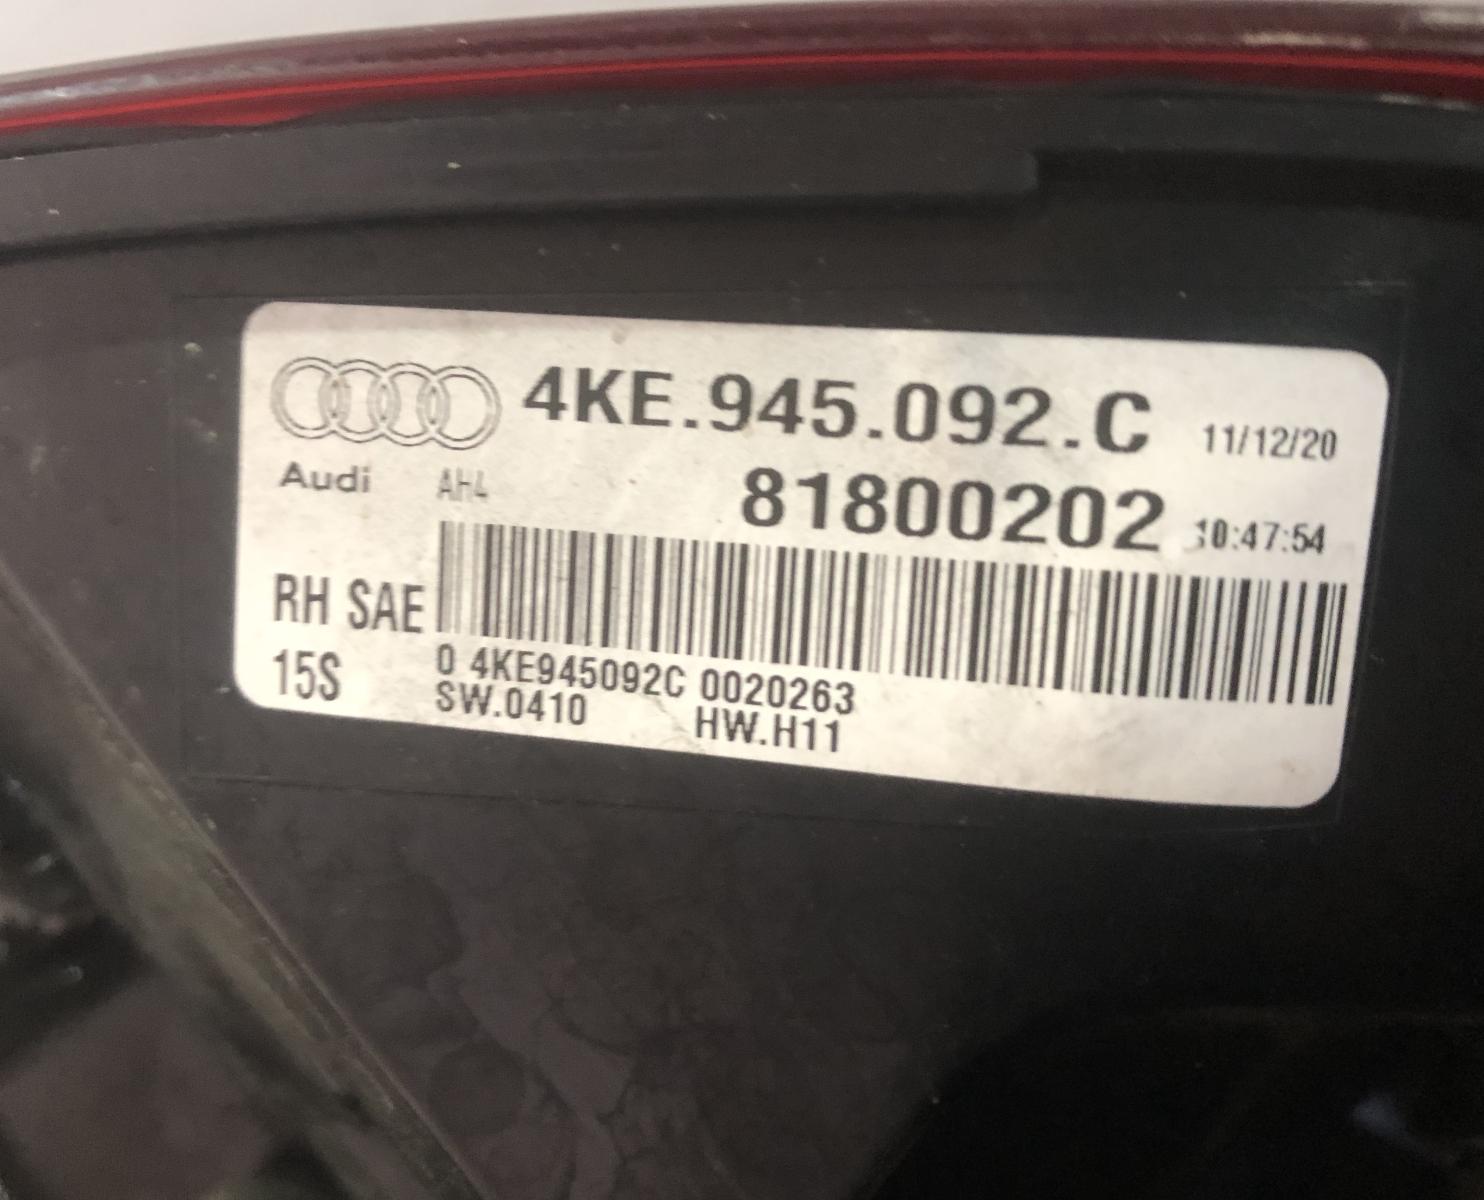 4KE.945.092.C 11/12/20
Audi AH4 81800202 10:47:54
RH SAE
15S 0 4KE945092C 0020263
SW.0410 HW.H11